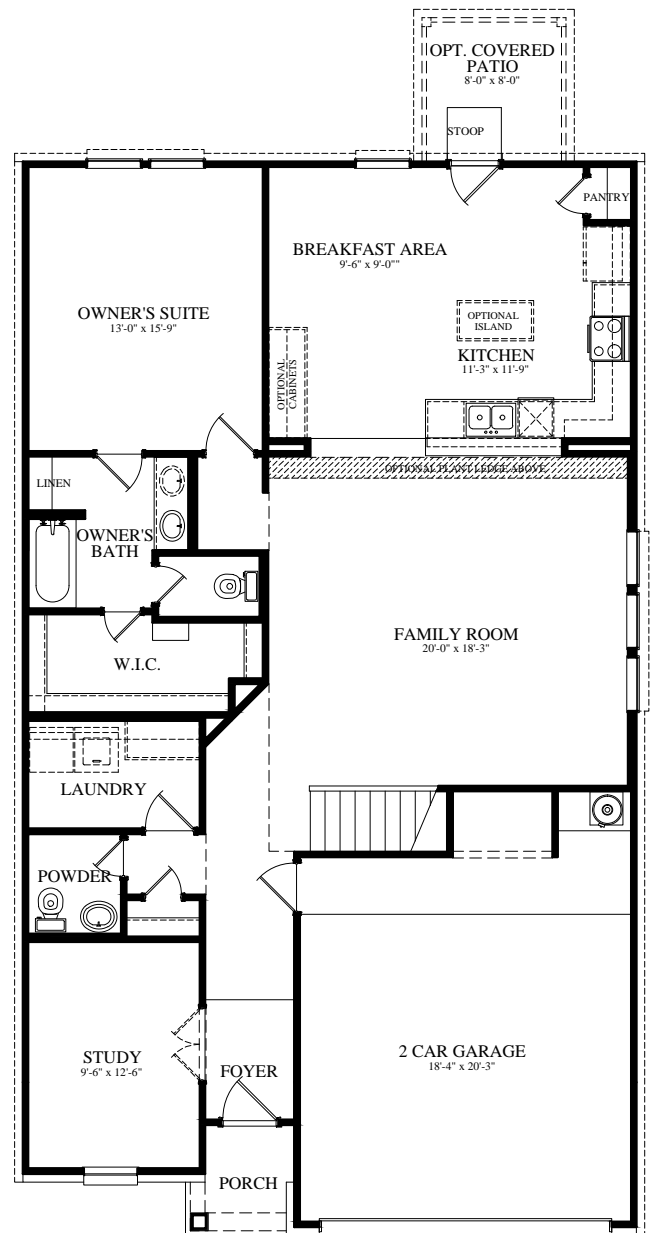 OPT. COVERED
PATIO
8'-0" x 8'-0"
STOOP
PANTRY
BREAKFAST AREA
9'-6" x 9'-0""
OWNER'S SUITE
13'-0" x 15'-9"
OPTIONAL
ISLAND
KITCHEN
11'-3" x 11'-9"
OPTIONAL
CABINETS
OPTIONAL PLANT LEDGE ABOVE
LINEN
OWNER'S
BATH
FAMILY ROOM
20'-0" x 18'-3"
W.I.C.
LAUNDRY
POWDER
STUDY
9'-6" x 12'-6"
FOYER
2 CAR GARAGE
18'-4" x 20'-3"
PORCH